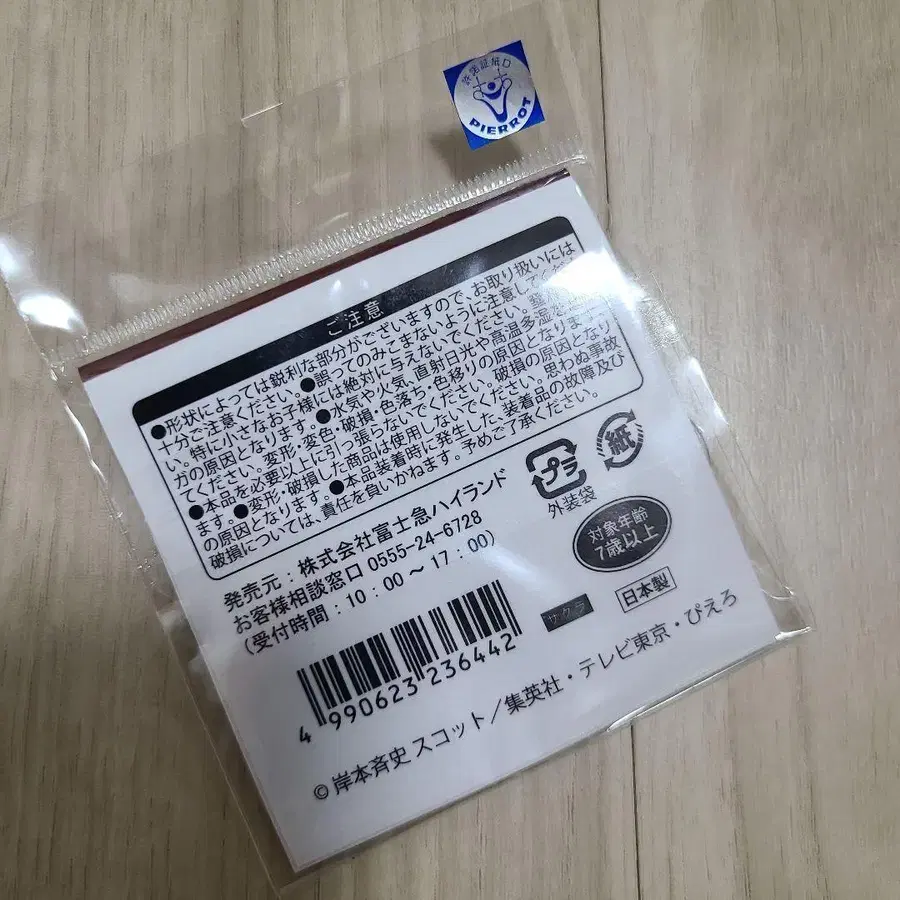 許諾証紙D
PIERROT
ご注意
●形状によっては鋭利な部分がございますので、お取り扱いには
十分ご注意ください。●誤ってのみこまないように注意してくださ
い。特に小さなお子様には絶対に与えないでください。
ガの原因となります。●水気や火気、直射日光や高温多湿を
てください。変形・変色・破損・色落ち・色移りの原因となります。
●本品を必要以上に引っ張らないでください。破損の原因となり
ます。●変形・破損した商品は使用しないでください。思わぬ事故
の原因となります。●本品装着時に発生した、装着品の故障及び
破損については、責任を負いかねます。予めご了承ください。
発売元：株式会社富士急ハイランド
お客様相談窓口 0555-24-6728
(受付時間：10：00～17：00)
プラ
外装袋
紙
対象年齢
7歳以上
サクラ
日本製
4 990623 236442
© 岸本斉史 スコット／集英社・テレビ東京・ぴえろ